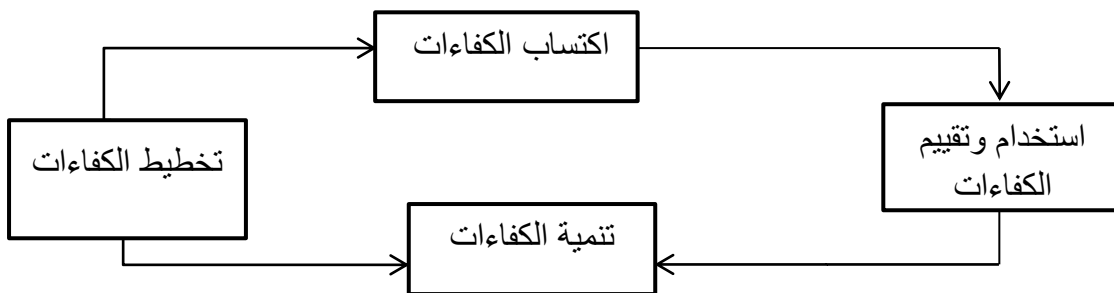 اكتساب الكفاءات
استخدام وتقييم
الكفاءات
تخطيط الكفاءات
تنمية الكفاءات